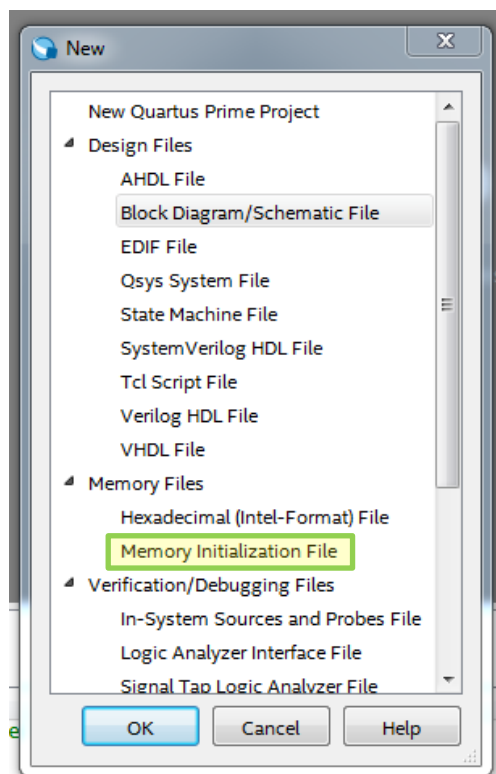 New
New Quartus Prime Project
Design Files
AHDL File
Block Diagram/Schematic File
EDIF File
Qsys System File
State Machine File
SystemVerilog HDL File
Tcl Script File
Verilog HDL File
VHDL File
Memory Files
Hexadecimal (Intel-Format) File
Memory Initialization File
Verification/Debugging Files
In-System Sources and Probes File
Logic Analyzer Interface File
Signal Tap Logic Analyzer File
e OK Cancel Help